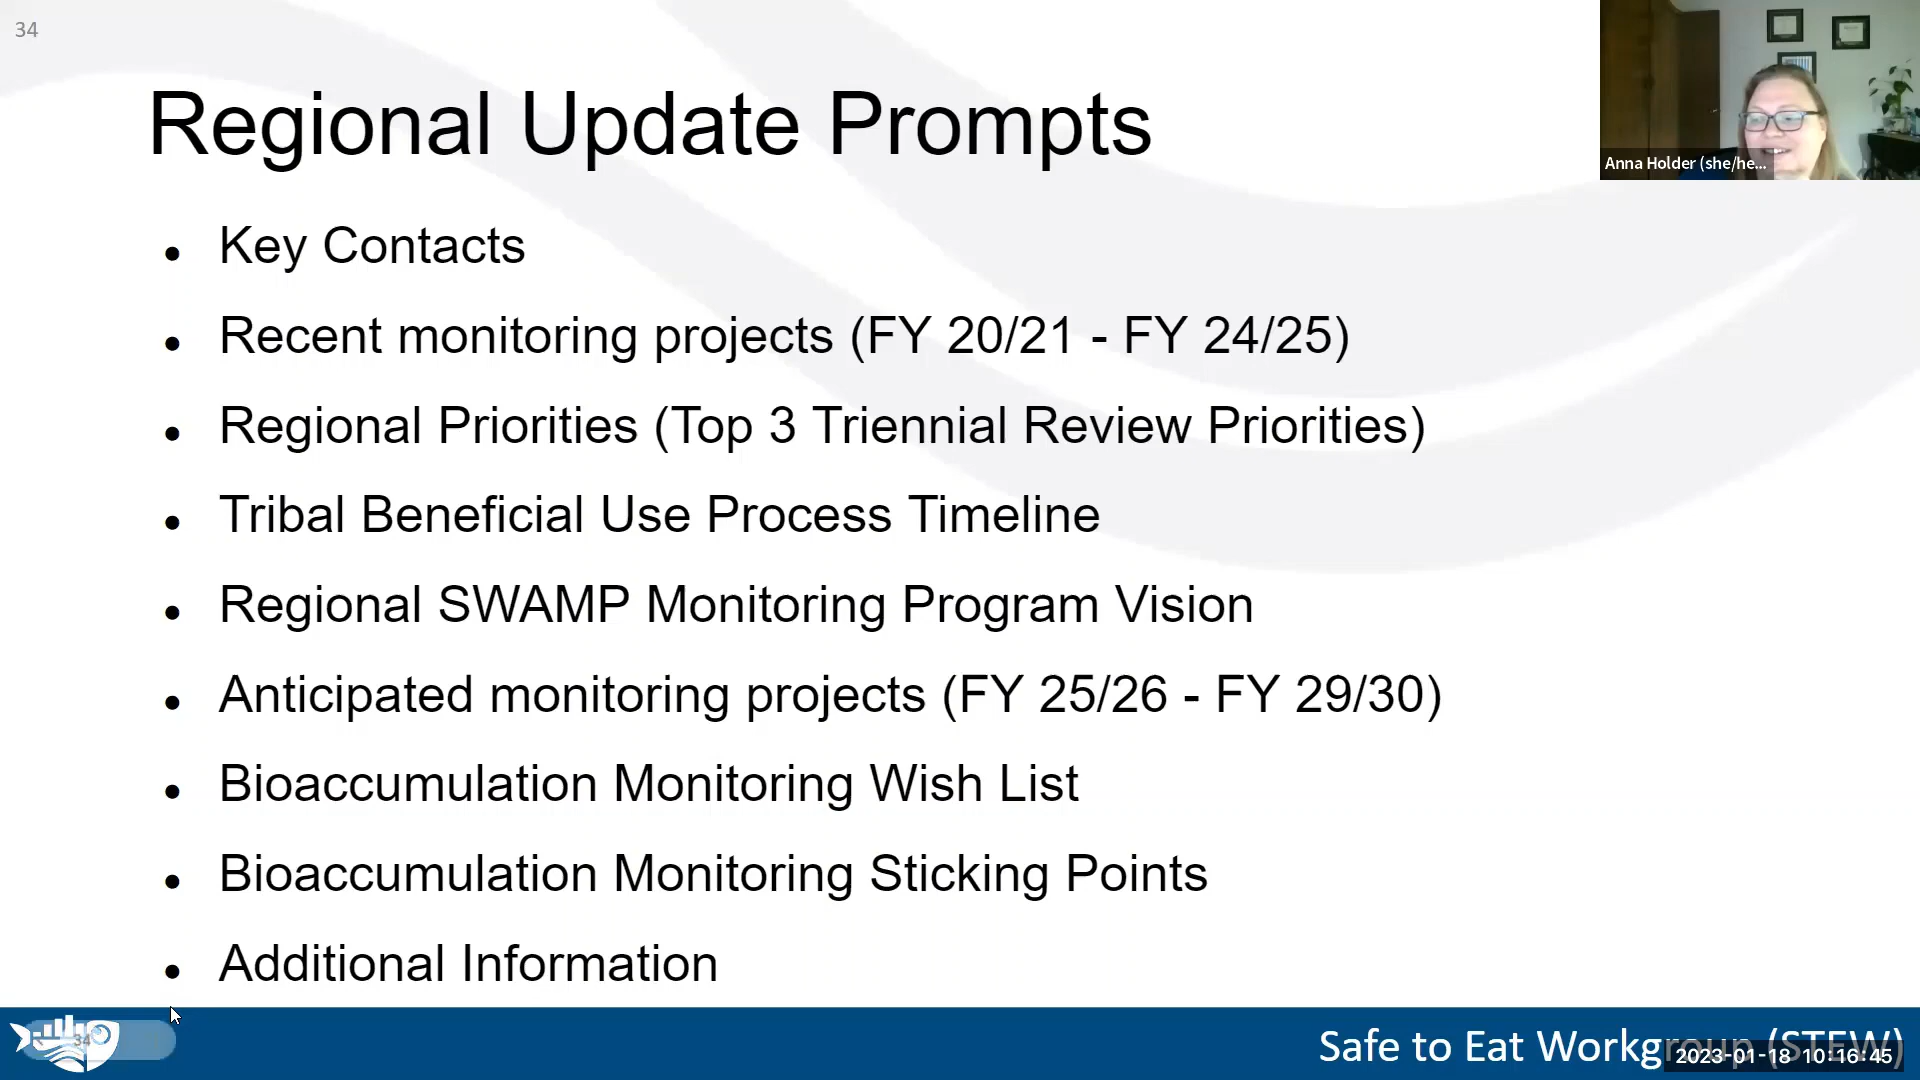 34
Regional Update Prompts
Anna Holder (she/he...
• Key Contacts
• Recent monitoring projects (FY 20/21 - FY 24/25)
• Regional Priorities (Top 3 Triennial Review Priorities)
• Tribal Beneficial Use Process Timeline
• Regional SWAMP Monitoring Program Vision
• Anticipated monitoring projects (FY 25/26 - FY 29/30)
• Bioaccumulation Monitoring Wish List
• Bioaccumulation Monitoring Sticking Points
• Additional Information
34
Safe to Eat Workgroup (STEW)
2023-01-18 10:16:45